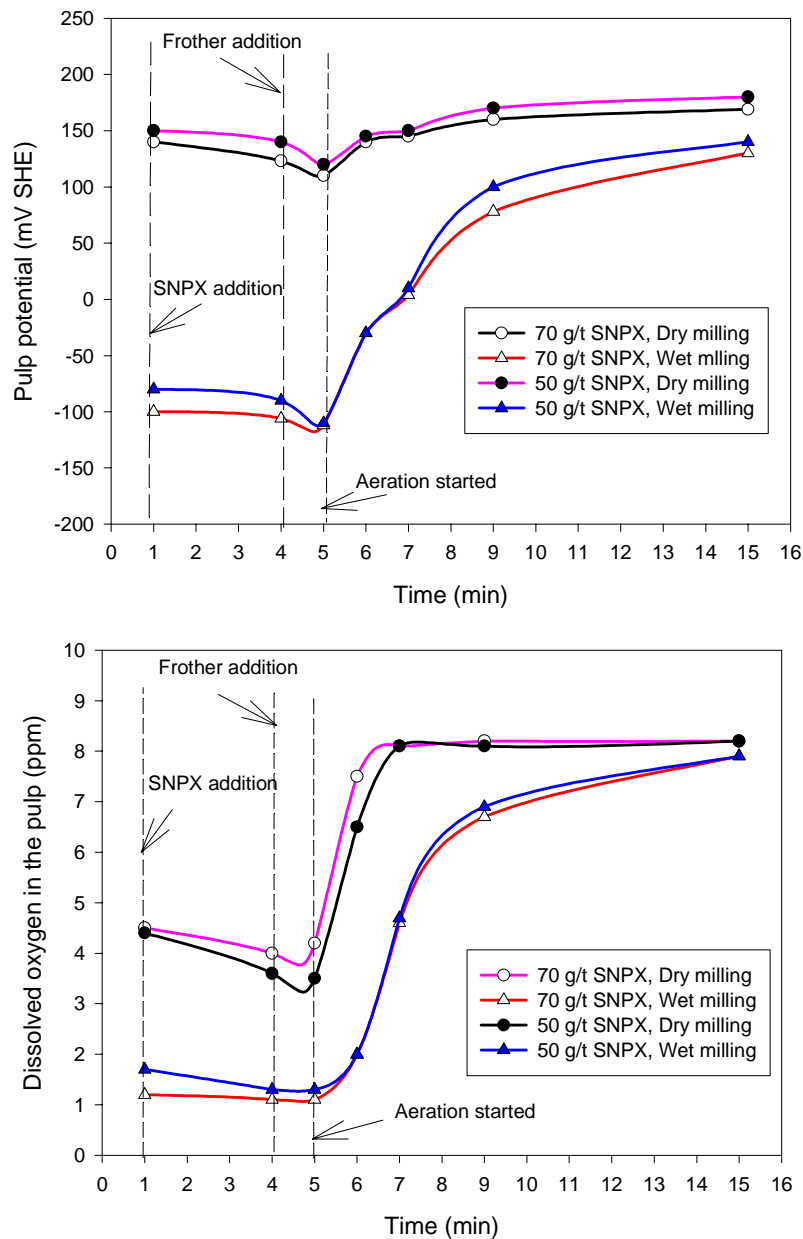 Frother addition
250
200
150
100
50
0
-50
-100
-150
-200
Pulp potential (mV SHE)
SNPX addition
70 g/t SNPX, Dry milling
70 g/t SNPX, Wet milling
50 g/t SNPX, Dry milling
50 g/t SNPX, Wet milling
Aeration started
0 1 2 3 4 5 6 7 8 9 10 11 12 13 14 15 16
Time (min)
10
9
8
7
6
5
4
3
2
1
0
Dissolved oxygen in the pulp (ppm)
Frother addition
SNPX addition
70 g/t SNPX, Dry milling
70 g/t SNPX, Wet milling
50 g/t SNPX, Dry milling
50 g/t SNPX, Wet milling
Aeration started
0 1 2 3 4 5 6 7 8 9 10 11 12 13 14 15 16
Time (min)